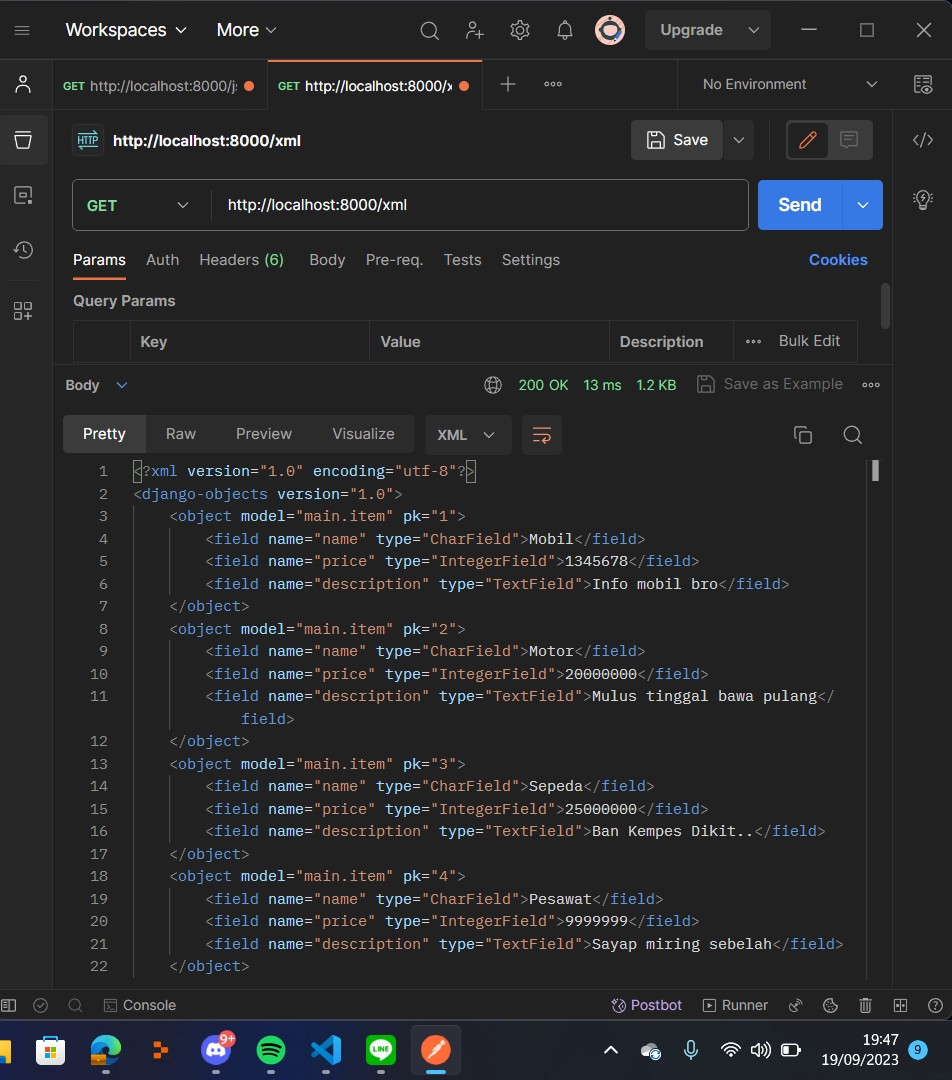 Workspaces More Upgrade
GET http://localhost:8000/j GET http://localhost:8000/x No Environment
HTTP http://localhost:8000/xml Save
GET http://localhost:8000/xml Send
Params Auth Headers (6) Body Pre-req. Tests Settings Cookies
Query Params
Key Value Description Bulk Edit
Body 200 OK 13 ms 1.2 KB Save as Example
Pretty Raw Preview Visualize XML
1 <?xml version="1.0" encoding="utf-8"?>
2 <django-objects version="1.0">
3 <object model="main.item" pk="1">
4 <field name="name" type="CharField">Mobil</field>
5 <field name="price" type="IntegerField">1345678</field>
6 <field name="description" type="TextField">Info mobil bro</field>
7 </object>
8 <object model="main.item" pk="2">
9 <field name="name" type="CharField">Motor</field>
10 <field name="price" type="IntegerField">20000000</field>
11 <field name="description" type="TextField">Mulus tinggal bawa pulang</
field>
12 </object>
13 <object model="main.item" pk="3">
14 <field name="name" type="CharField">Sepeda</field>
15 <field name="price" type="IntegerField">25000000</field>
16 <field name="description" type="TextField">Ban Kempes Dikit..</field>
17 </object>
18 <object model="main.item" pk="4">
19 <field name="name" type="CharField">Pesawat</field>
20 <field name="price" type="IntegerField">9999999</field>
21 <field name="description" type="TextField">Sayap miring sebelah</field>
22 </object>
Console Postbot Runner
9+ LINE 19:47
19/09/2023 9